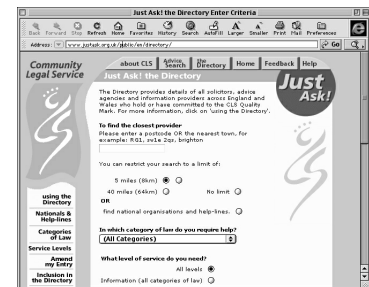 Just Ask! the Directory Enter Criteria
Back Forward Stop Refresh Home Favorites History Search AutoFill Larger Smaller Print Mail Preferences
Address: www.justask.org.uk/public/en/directory/ Go
Community
Legal Service
about CLS
Advice Search
the Directory
Home
Feedback
Help
Just Ask! the Directory
Just
Ask!
The Directory provides details of all solicitors, advice
agencies and information providers across England and
Wales who hold or have committed to the CLS Quality
Mark. For more information, click on 'using the Directory'.
To find the closest provider
Please enter a postcode OR the nearest town, for
example: RG1, sw1e 2qs, brighton
You can restrict your search to a limit of:
5 miles (8km)
40 miles (64km) No limit
OR
find national organisations and help-lines.
In which category of law do you require help?
(All Categories)
What level of service do you need?
All levels
Information (all categories of law)
using the
Directory
Nationals &
Help-lines
Categories
of Law
Service Levels
Amend
my Entry
Inclusion in
the Directory